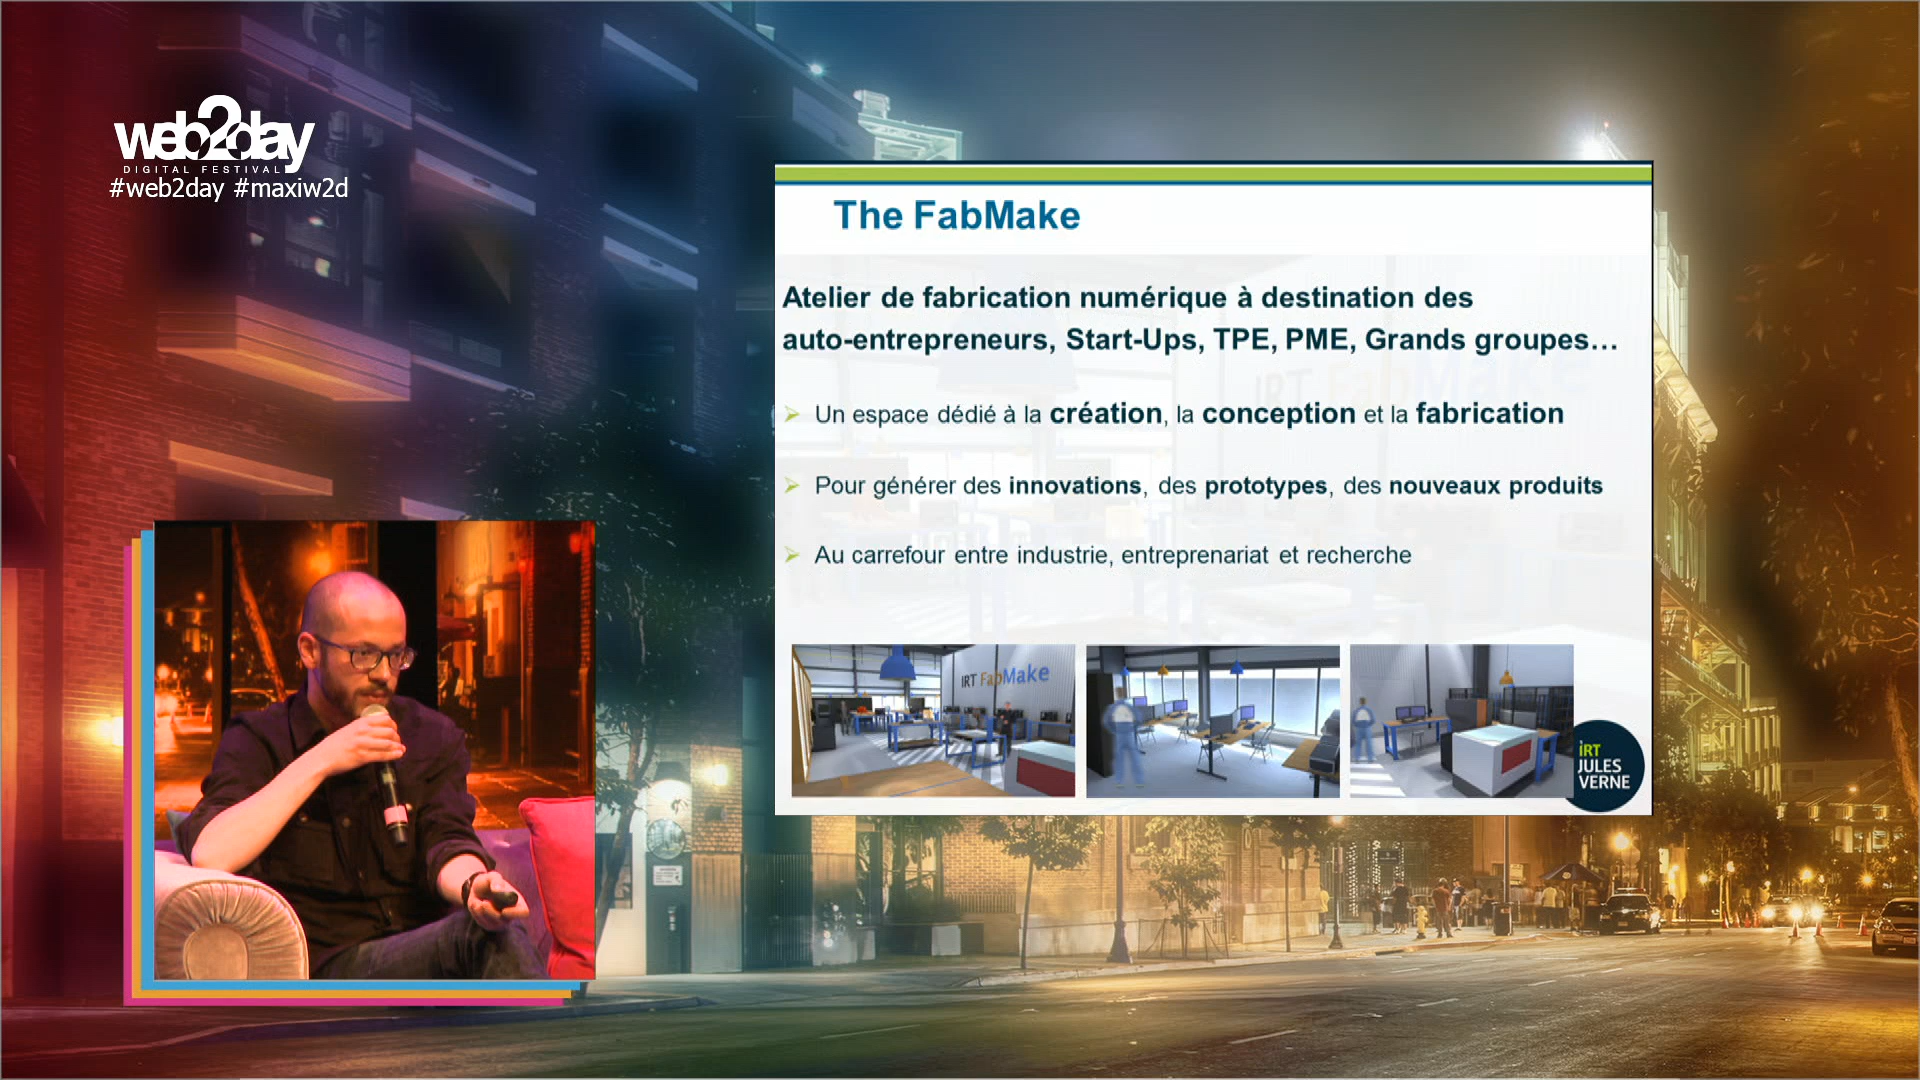 web2day
DIGITAL FESTIVAL
#web2day #maxiw2d
The FabMake
Atelier de fabrication numérique à destination des
auto-entrepreneurs, Start-Ups, TPE, PME, Grands groupes…
Un espace dédié à la création, la conception et la fabrication
Pour générer des innovations, des prototypes, des nouveaux produits
Au carrefour entre industrie, entreprenariat et recherche
IRT FabMake
IRT FabMake
iRT
JULES
VERNE